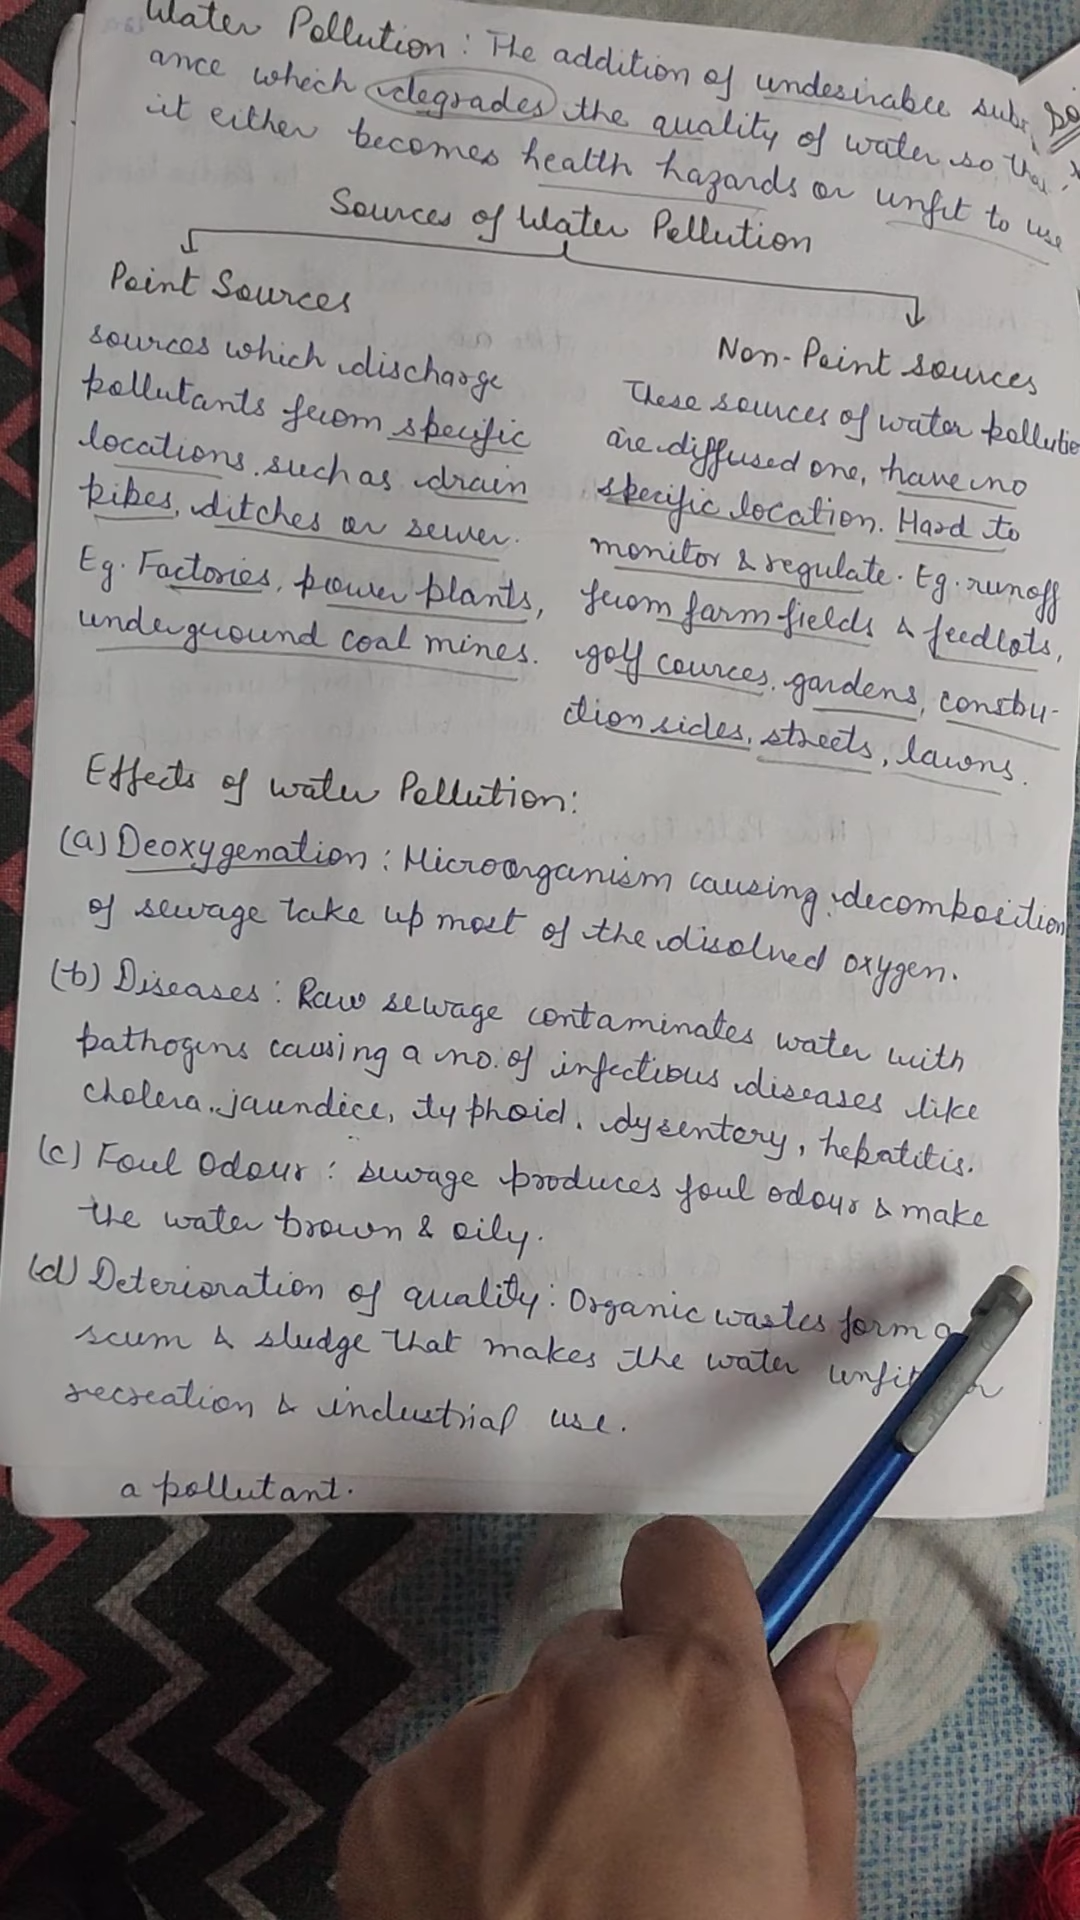 Water Pollution: The addition of undesirable subst
ance which degrades the quality of water so that
it either becomes health hazards or unfit to use
Sources of Water Pollution
Point Sources
sources which discharge
pollutants from specific
locations. such as drain
pipes, ditches or sewer.
Eg. Factories, power plants,
underground coal mines.
Non-Point sources
These sources of water pollutio
are diffused one, have no
specific location. Hard to
monitor & regulate. Eg. runoff
from farm fields & feedlots,
golf cources, gardens, constru-
ction sides, streets, lawns.
Effects of water Pollution:
(a) Deoxygenation: Microorganism causing decomposition
of sewage take up most of the disolved oxygen.
(b) Diseases: Raw sewage contaminates water with
pathogens causing a no. of infectious diseases like
cholera, jaundice, typhoid, dysentery, hepatitis.
(c) Foul Odour: sewage produces foul odour & make
the water brown & oily.
(d) Deterioration of quality: Organic wastes form a
scum & sludge that makes the water unfit
recreation & industrial use.
a pollutant.